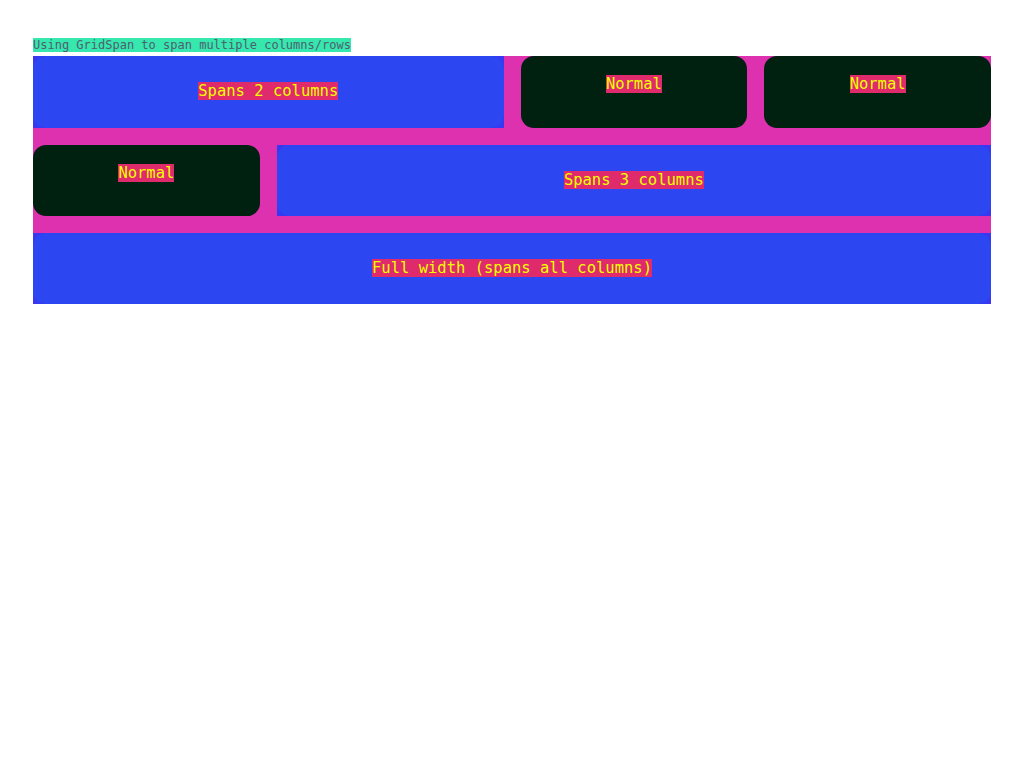 Using GridSpan to span multiple columns/rows
Spans 2 columns
Normal
Normal
Normal
Spans 3 columns
Full width (spans all columns)